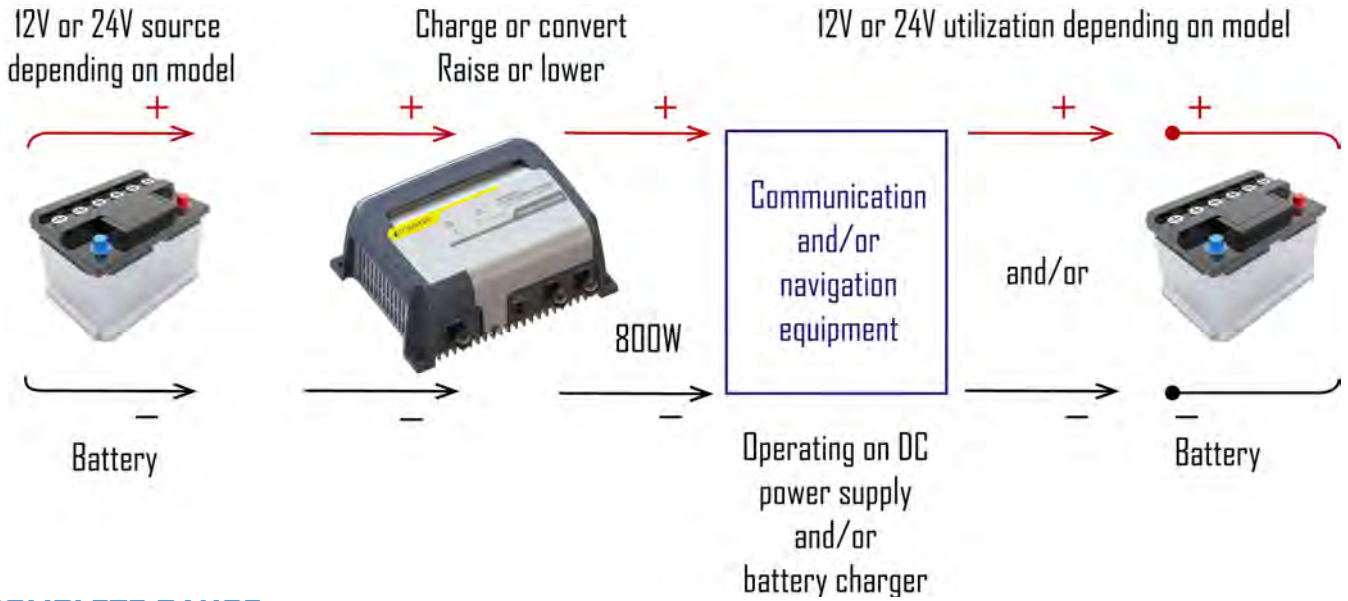 12V or 24V source
depending on model
Charge or convert
Raise or lower
12V or 24V utilization depending on model
+
+
+
+
+
Communication
and/or
navigation
equipment
and/or
800W
−
−
−
−
−
Battery
Operating on DC
power supply
and/or
battery charger
Battery